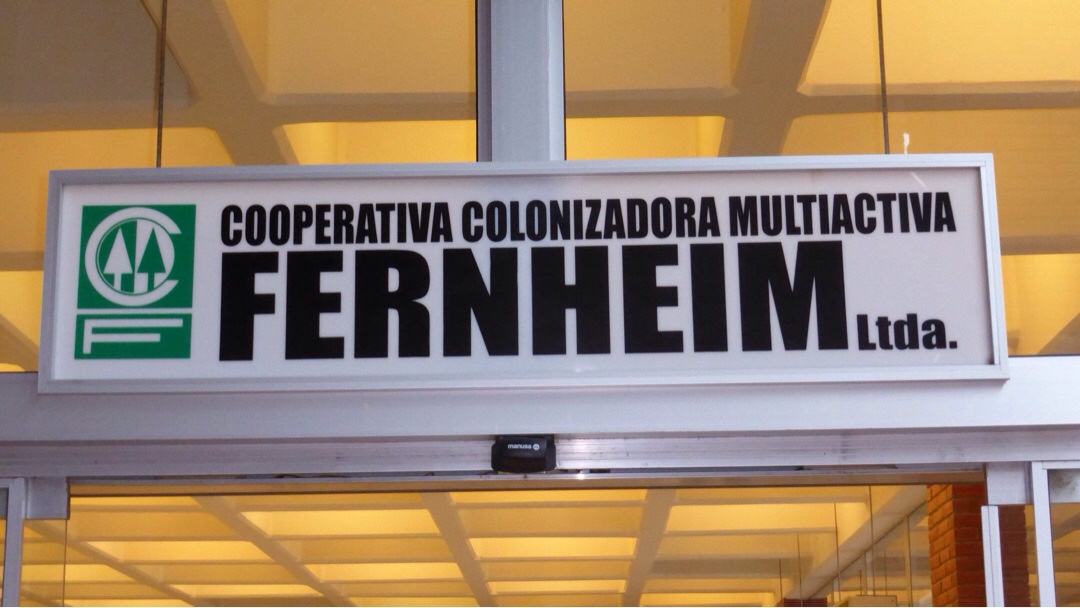 COOPERATIVA COLONIZADORA MULTIACTIVA
FERNHEIM Ltda.
F
manusa